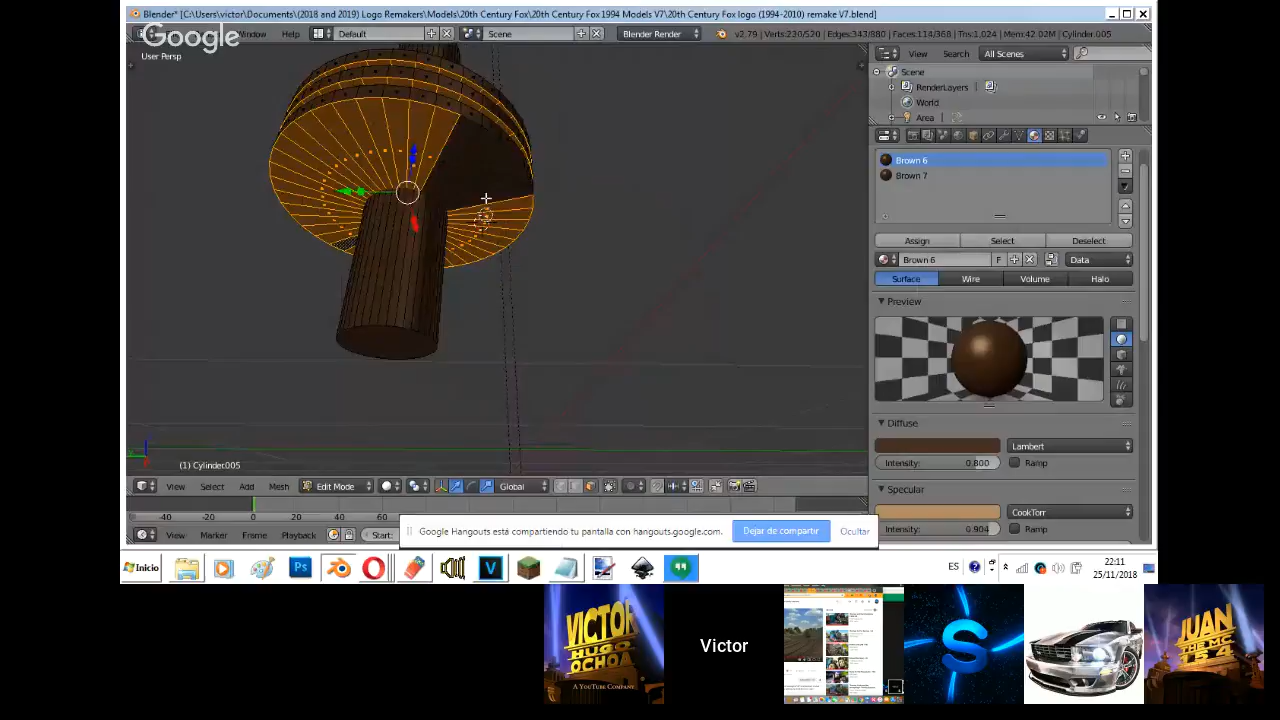 Blender* [C:\Users\victor\Documents\(2018 and 2019) Logo Remakers\Models\20th Century Fox\20th Century Fox 1994 Models V7\20th Century Fox logo (1994-2010) remake V7.blend]
Google
Window Help Default Scene Blender Render v2.79 | Verts:230/520 | Edges:343/880 | Faces:114/368 | Tris:1,024 | Mem:42.02M | Cylinder.005
User Persp
View Search All Scenes
Scene
RenderLayers
World
Area
Brown 6
Brown 7
Assign Select Deselect
Brown 6 F Data
Surface Wire Volume Halo
Preview
Diffuse
Lambert
Intensity: 0.800 Ramp
Specular
CookTorr
Intensity: 0.904 Ramp
(1) Cylinder.005
View Select Add Mesh Edit Mode Global
-40 -20 0 20 40 60
View Marker Frame Playback Start:
Google Hangouts está compartiendo tu pantalla con hangouts.google.com. Dejar de compartir Ocultar
Inicio Ps V ES 22:11
25/11/2018
VICTOR
Victor
JUAN
THE
A YOUTUBE COMPANY